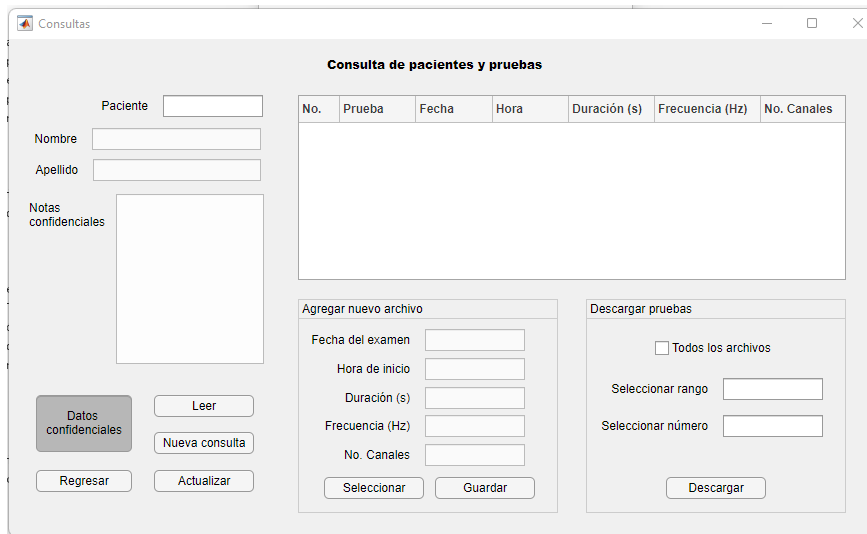 Consultas
Consulta de pacientes y pruebas
Paciente
Nombre
Apellido
Notas
confidenciales
Datos
confidenciales
Leer
Nueva consulta
Regresar
Actualizar
No. Prueba Fecha Hora Duración (s) Frecuencia (Hz) No. Canales
Agregar nuevo archivo
Fecha del examen
Hora de inicio
Duración (s)
Frecuencia (Hz)
No. Canales
Seleccionar
Guardar
Descargar pruebas
Todos los archivos
Seleccionar rango
Seleccionar número
Descargar